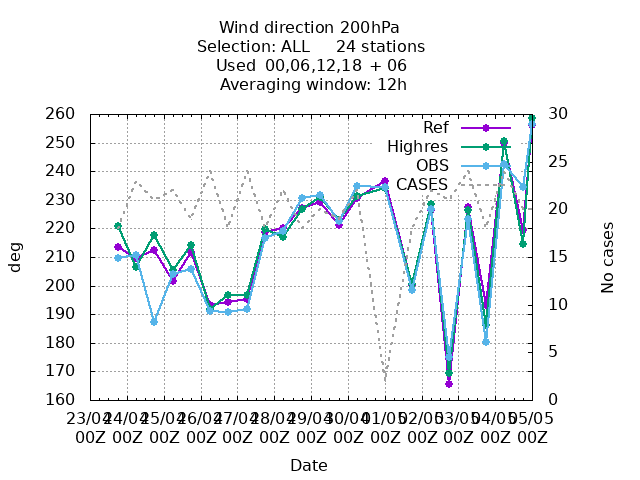 Wind direction 200hPa
Selection: ALL 24 stations
Used 00,06,12,18 + 06
Averaging window: 12h
260
250
240
230
220
210
200
190
180
170
160
deg
30
25
20
15
10
5
0
No cases
Ref
Highres
OBS
CASES
23/04 24/04 25/04 26/04 27/04 28/04 29/04 30/04 01/05 02/05 03/05 04/05 05/05
00Z 00Z 00Z 00Z 00Z 00Z 00Z 00Z 00Z 00Z 00Z 00Z 00Z
Date